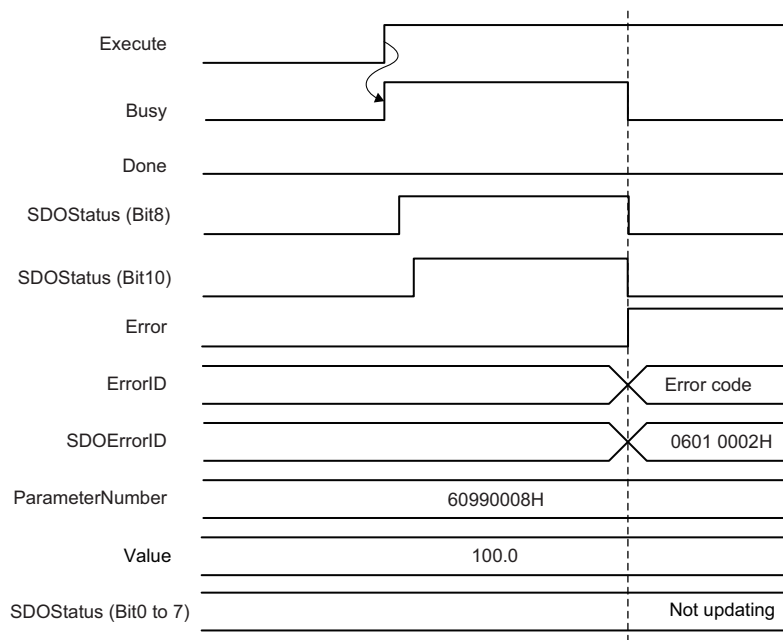 Execute
Busy
Done
SDOStatus (Bit8)
SDOStatus (Bit10)
Error
ErrorID
Error code
SDOErrorID
0601 0002H
ParameterNumber
60990008H
Value
100.0
SDOStatus (Bit0 to 7)
Not updating